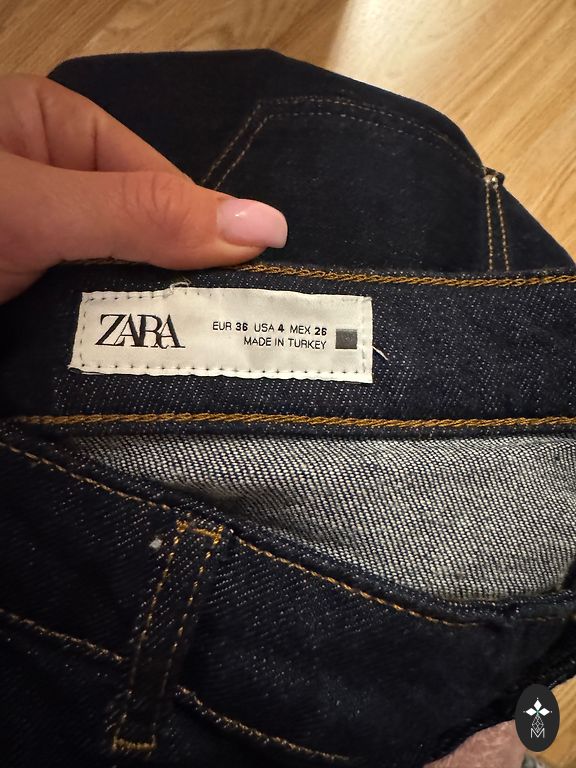 ZARA
EUR 36 USA 4 MEX 26
MADE IN TURKEY
M